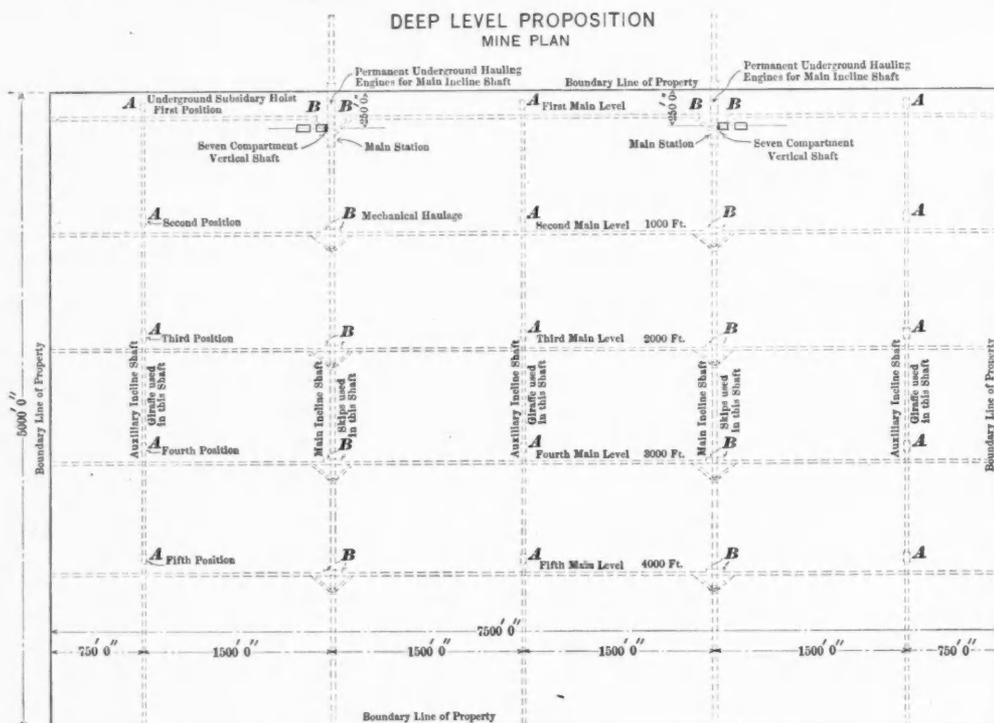 DEEP LEVEL PROPOSITION
MINE PLAN
Permanent Underground Hauling
Engines for Main Incline Shaft
Boundary Line of Property
Permanent Underground Hauling
Engines for Main Incline Shaft
A
Underground Subsidary Hoist
First Position
B
B
250'0"
A
First Main Level
250'0"
B
B
A
Seven Compartment
Vertical Shaft
Main Station
Main Station
Seven Compartment
Vertical Shaft
A
Second Position
B
Mechanical Haulage
A
Second Main Level 1000 Ft.
B
A
A
Third Position
B
A
Third Main Level 2000 Ft.
B
A
5000'0"
Boundary Line of Property
Auxiliary Incline Shaft
Giraffe used
in this Shaft
Main Incline Shaft
Skips used
in this Shaft
Auxiliary Incline Shaft
Giraffe used
in this Shaft
Main Incline Shaft
Skips used
in this Shaft
Auxiliary Incline Shaft
Giraffe used
in this Shaft
Boundary Line of Property
A
Fourth Position
B
A
Fourth Main Level 3000 Ft.
B
A
A
Fifth Position
B
A
Fifth Main Level 4000 Ft.
B
A
7500'0"
750'0"
1500'0"
1500'0"
1500'0"
1500'0"
750'0"
Boundary Line of Property